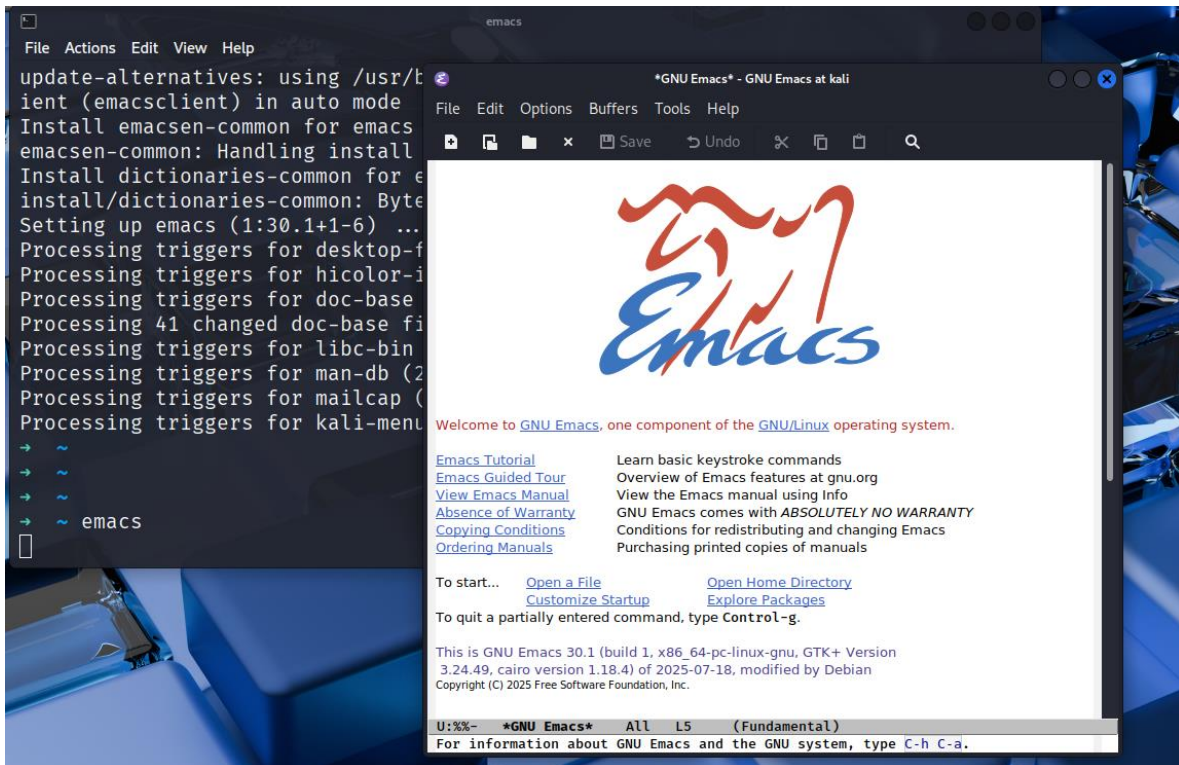 emacs
File Actions Edit View Help
update-alternatives: using /usr/b
ient (emacsclient) in auto mode
Install emacsen-common for emacs
emacsen-common: Handling install
Install dictionaries-common for e
install/dictionaries-common: Byte
Setting up emacs (1:30.1+1-6) ...
Processing triggers for desktop-f
Processing triggers for hicolor-i
Processing triggers for doc-base
Processing 41 changed doc-base fi
Processing triggers for libc-bin
Processing triggers for man-db (2
Processing triggers for mailcap (
Processing triggers for kali-menu
→ ~
→ ~
→ ~
→ ~ emacs
*GNU Emacs* - GNU Emacs at kali
File Edit Options Buffers Tools Help
Save Undo
Emacs
Welcome to GNU Emacs, one component of the GNU/Linux operating system.
Emacs Tutorial Learn basic keystroke commands
Emacs Guided Tour Overview of Emacs features at gnu.org
View Emacs Manual View the Emacs manual using Info
Absence of Warranty GNU Emacs comes with ABSOLUTELY NO WARRANTY
Copying Conditions Conditions for redistributing and changing Emacs
Ordering Manuals Purchasing printed copies of manuals
To start... Open a File Open Home Directory
Customize Startup Explore Packages
To quit a partially entered command, type Control-g.
This is GNU Emacs 30.1 (build 1, x86_64-pc-linux-gnu, GTK+ Version
3.24.49, cairo version 1.18.4) of 2025-07-18, modified by Debian
Copyright (C) 2025 Free Software Foundation, Inc.
U:%%- *GNU Emacs* All L5 (Fundamental)
For information about GNU Emacs and the GNU system, type C-h C-a.